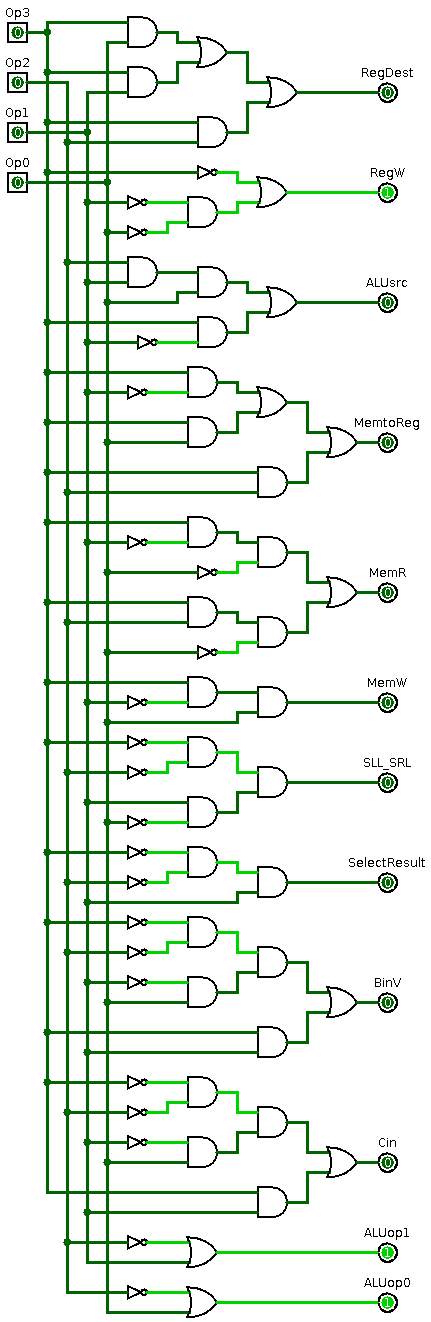 Op3
0
Op2
0
Op1
0
Op0
0
RegDest
0
RegW
1
ALUsrc
0
MemtoReg
0
MemR
0
MemW
0
SLL_SRL
0
SelectResult
0
BinV
0
Cin
0
ALUop1
1
ALUop0
1